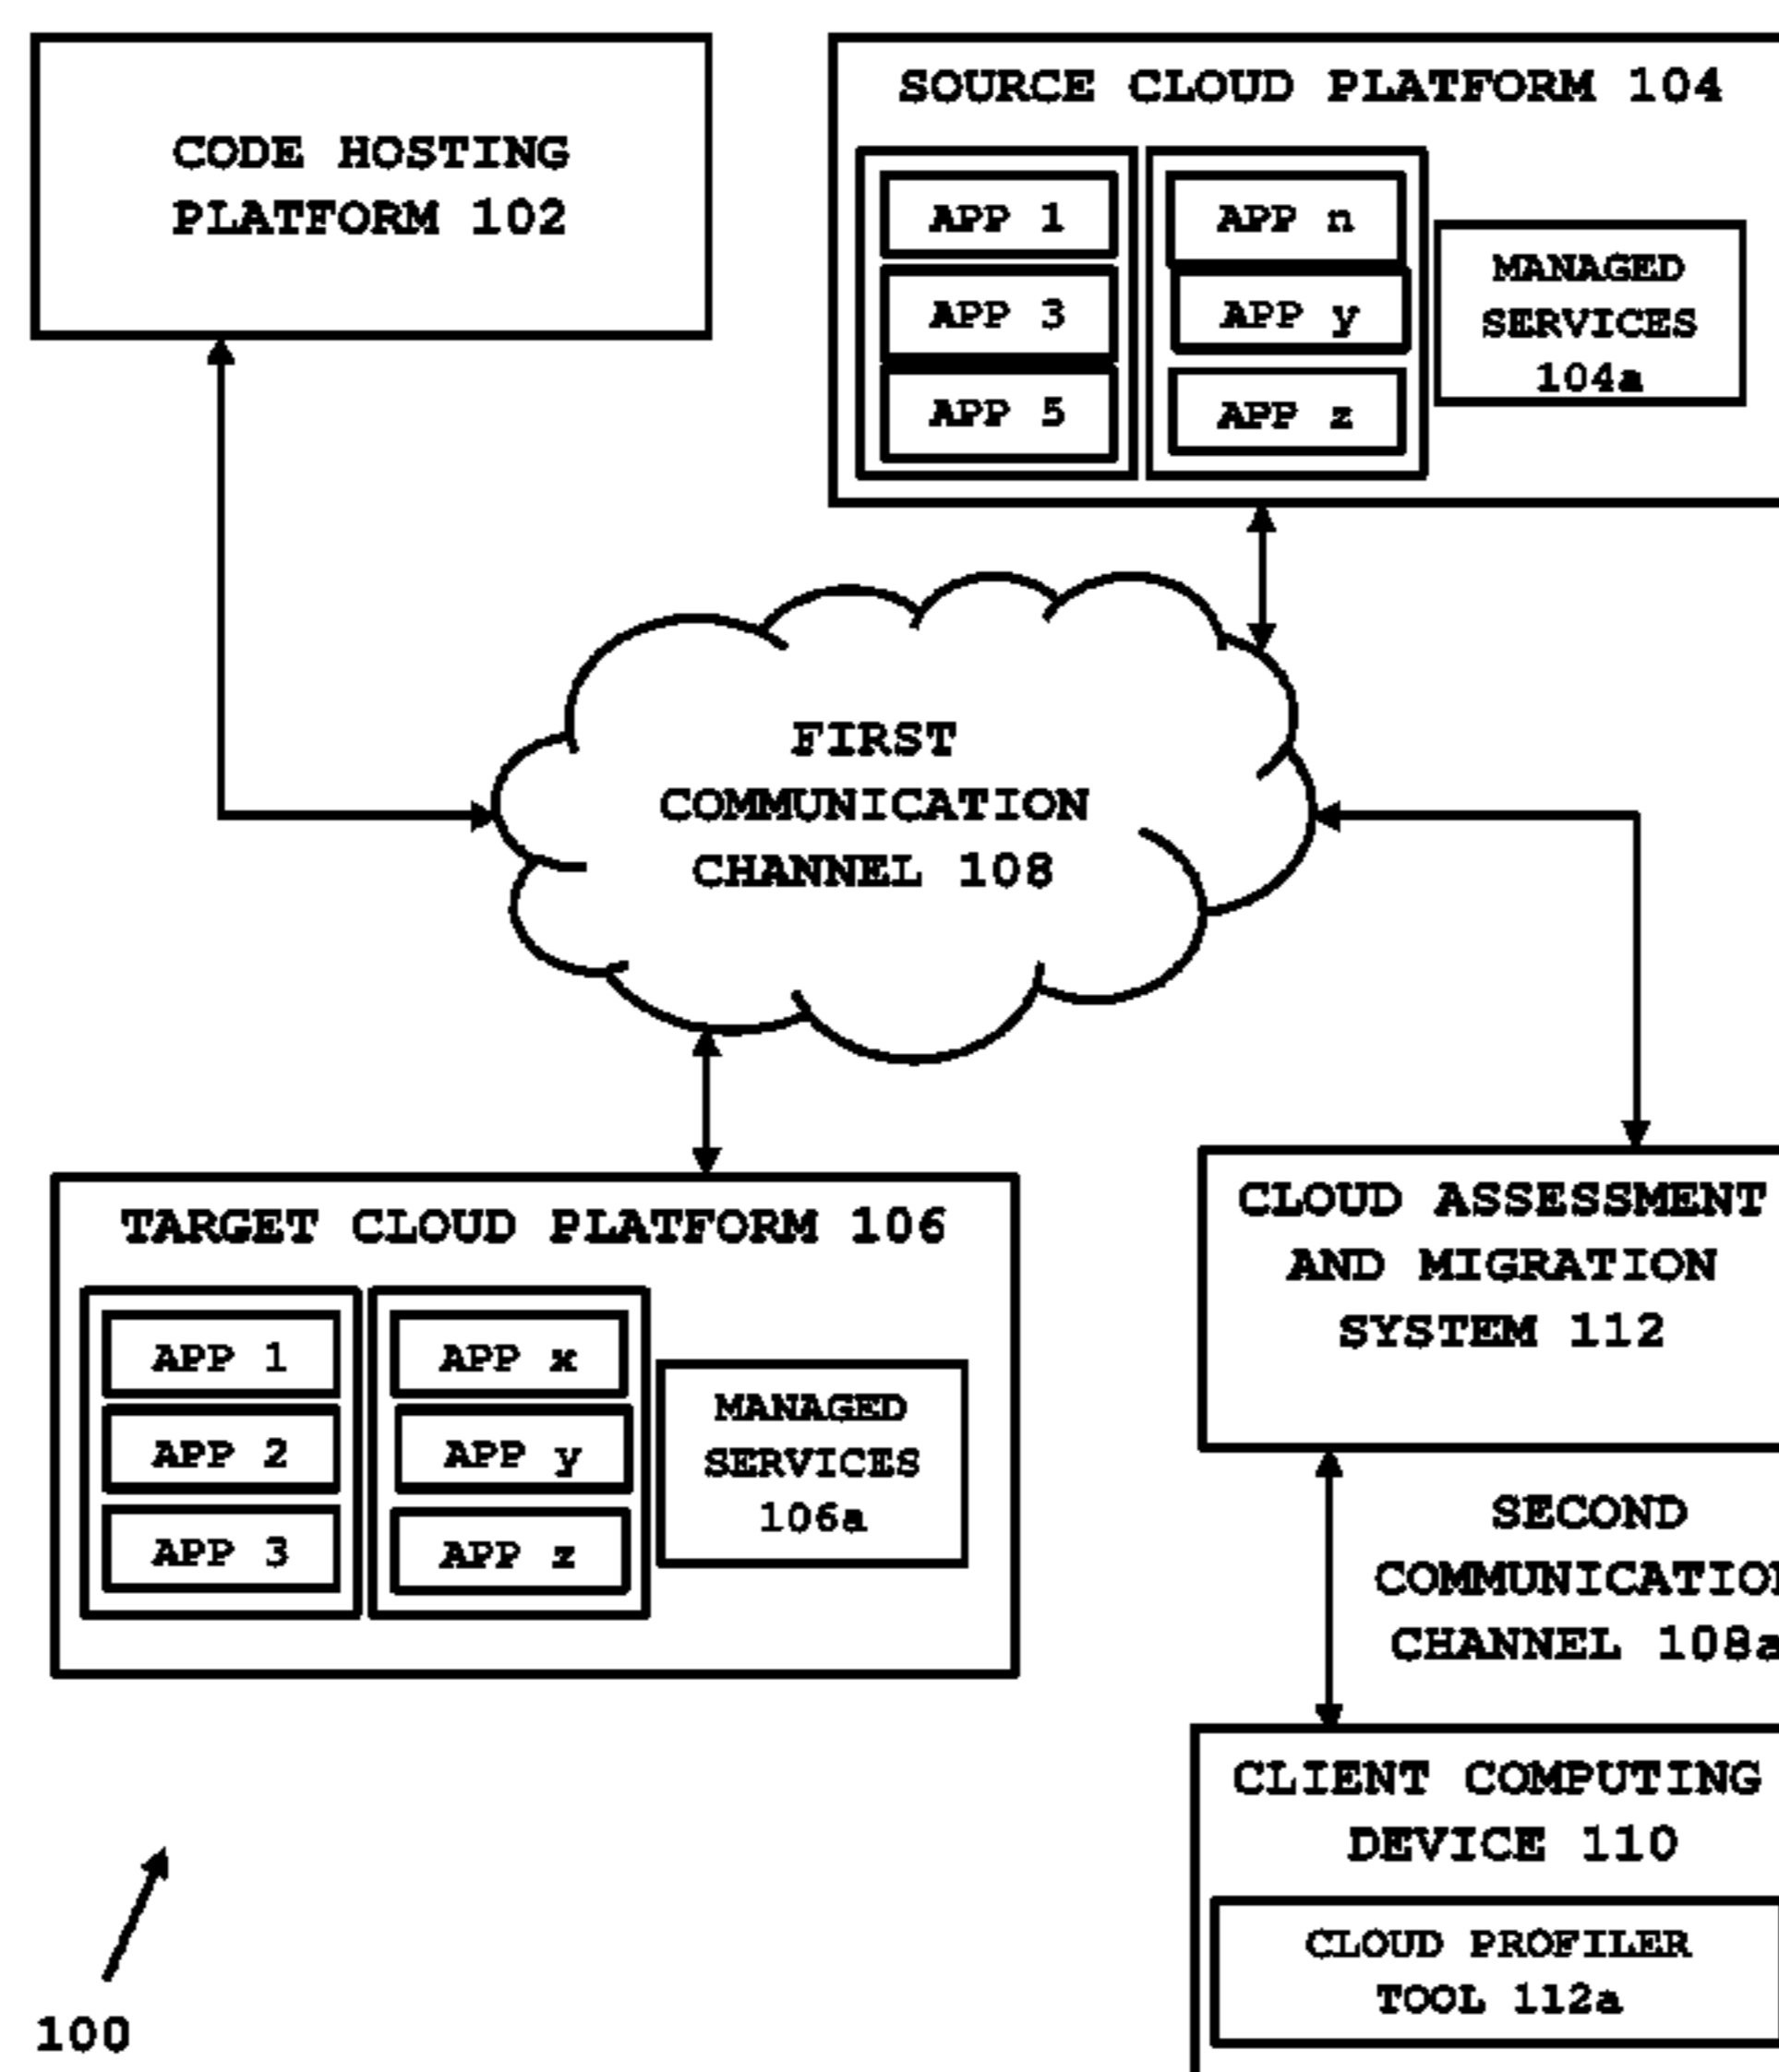 CODE HOSTING
PLATFORM 102
SOURCE CLOUD PLATFORM 104
APP 1
APP 3
APP 5
APP n
APP y
APP z
MANAGED
SERVICES
104a
FIRST
COMMUNICATION
CHANNEL 108
TARGET CLOUD PLATFORM 106
APP 1
APP 2
APP 3
APP x
APP y
APP z
MANAGED
SERVICES
106a
CLOUD ASSESSMENT
AND MIGRATION
SYSTEM 112
SECOND
COMMUNICATION
CHANNEL 108a
CLIENT COMPUTING
DEVICE 110
CLOUD PROFILER
TOOL 112a
100